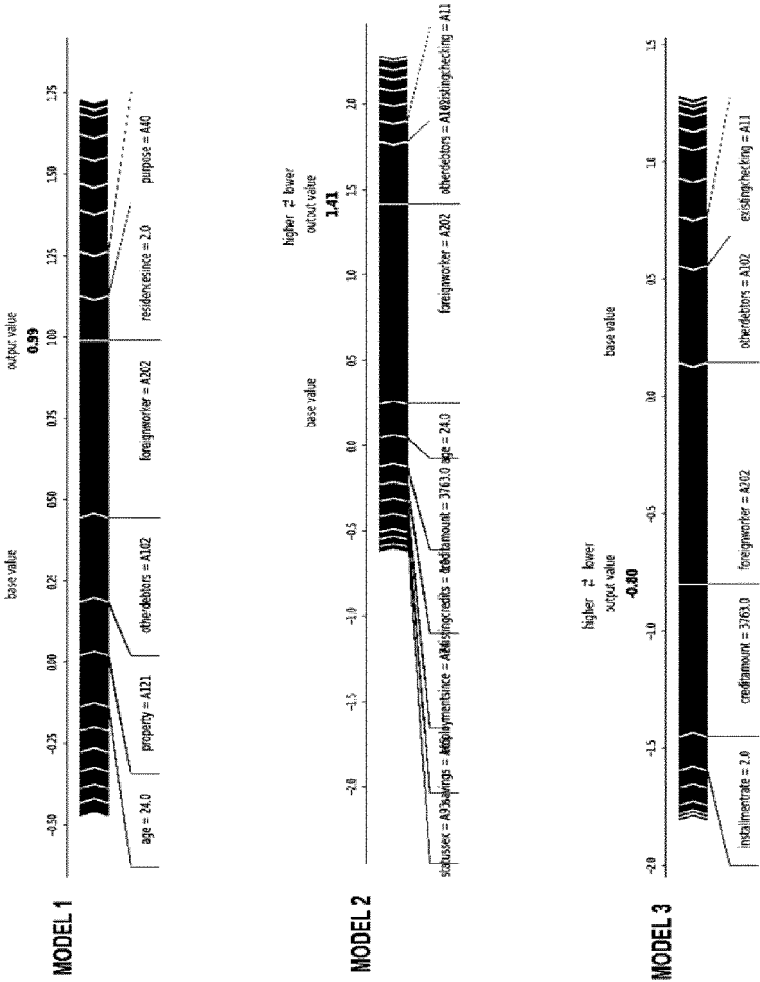 MODEL 1
base value
output value
0.99
-0.50
-0.25
0.00
0.25
0.50
0.75
1.00
1.25
1.50
1.75
age = 24.0
property = A121
otherdebtors = A102
foreignworker = A202
residencesince = 2.0
purpose = A40
MODEL 2
higher ⇄ lower
base value
output value
1.41
-2.0
-1.5
-1.0
-0.5
0.0
0.5
1.0
1.5
2.0
statussex =
savings =
creditamount = 3763.0
age = 24.0
foreignworker = A202
otherdebtors = A102
existingchecking = A11
MODEL 3
higher ⇄ lower
output value
base value
-0.80
-2.0
-1.5
-1.0
-0.5
0.0
0.5
1.0
1.5
installmentrate = 2.0
creditamount = 3763.0
foreignworker = A202
otherdebtors = A102
existingchecking = A11